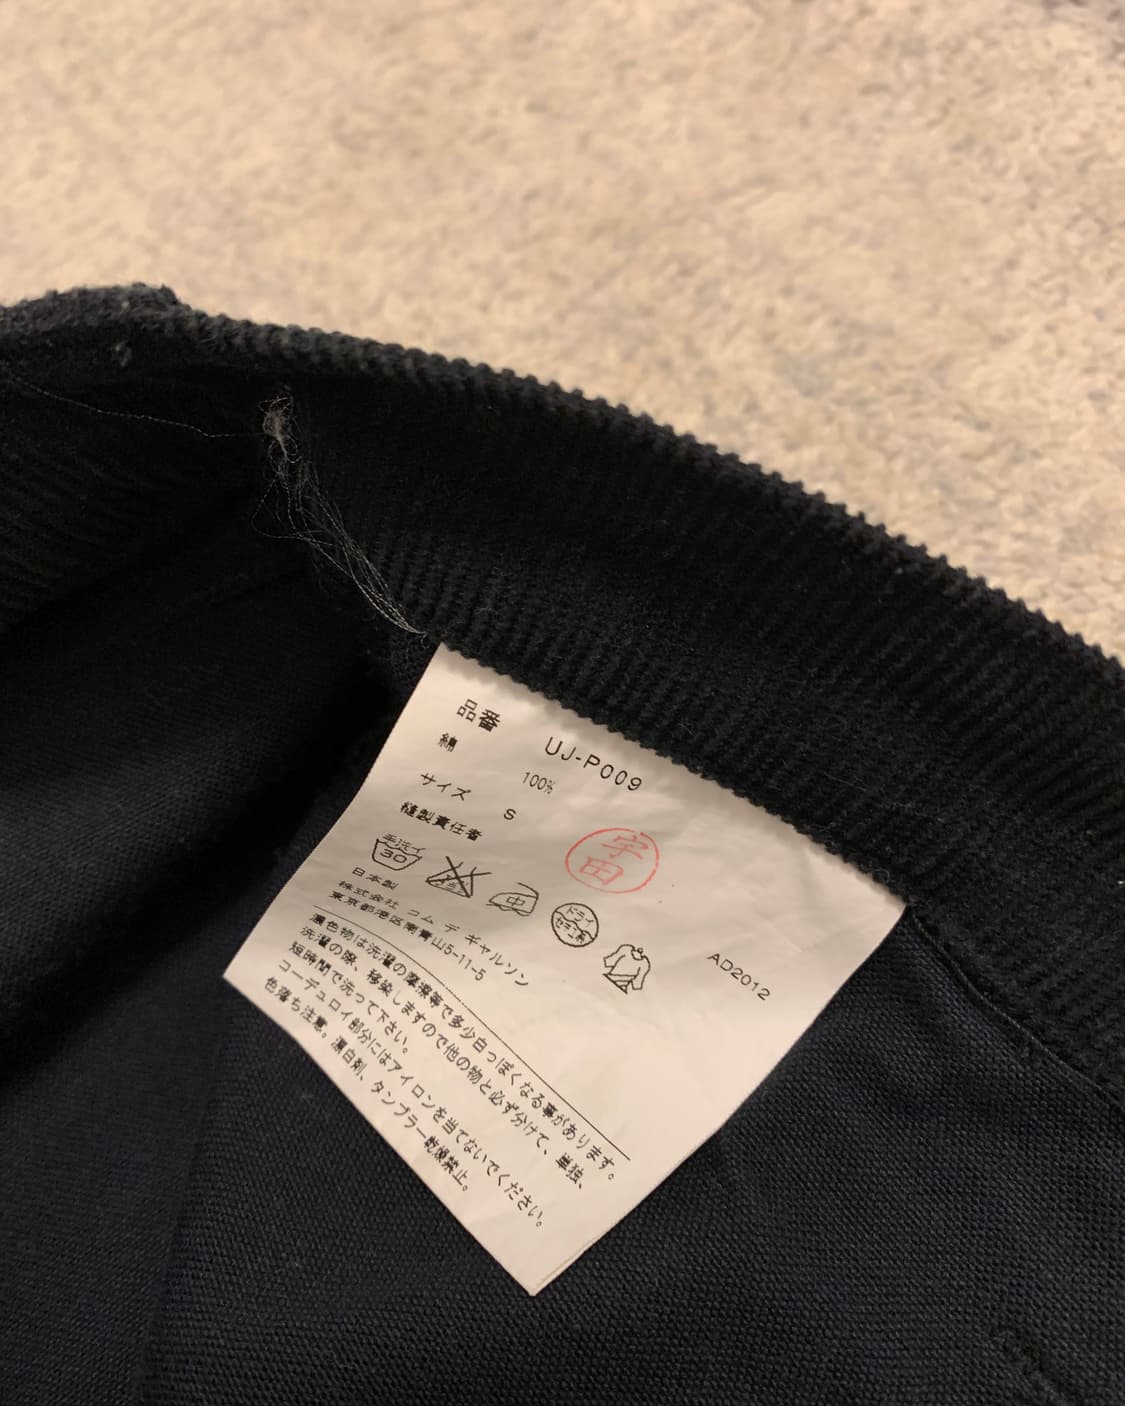 品番 UJ-P009
綿 100%
サイズ S
縫製責任者 宇田
手洗イ 30 中 ドライ セキユ系
日本製
株式会社 コム デ ギャルソン
東京都港区南青山5-11-5
AD2012
濃色物は洗濯の摩擦等で多少白っぽくなる事があります。
洗濯の際、移染しますので他の物と必ず分けて、単独、
短時間で洗って下さい。
コーデュロイ部分にはアイロンを当てないでください。
色落ち注意。漂白剤、タンブラー乾燥禁止。